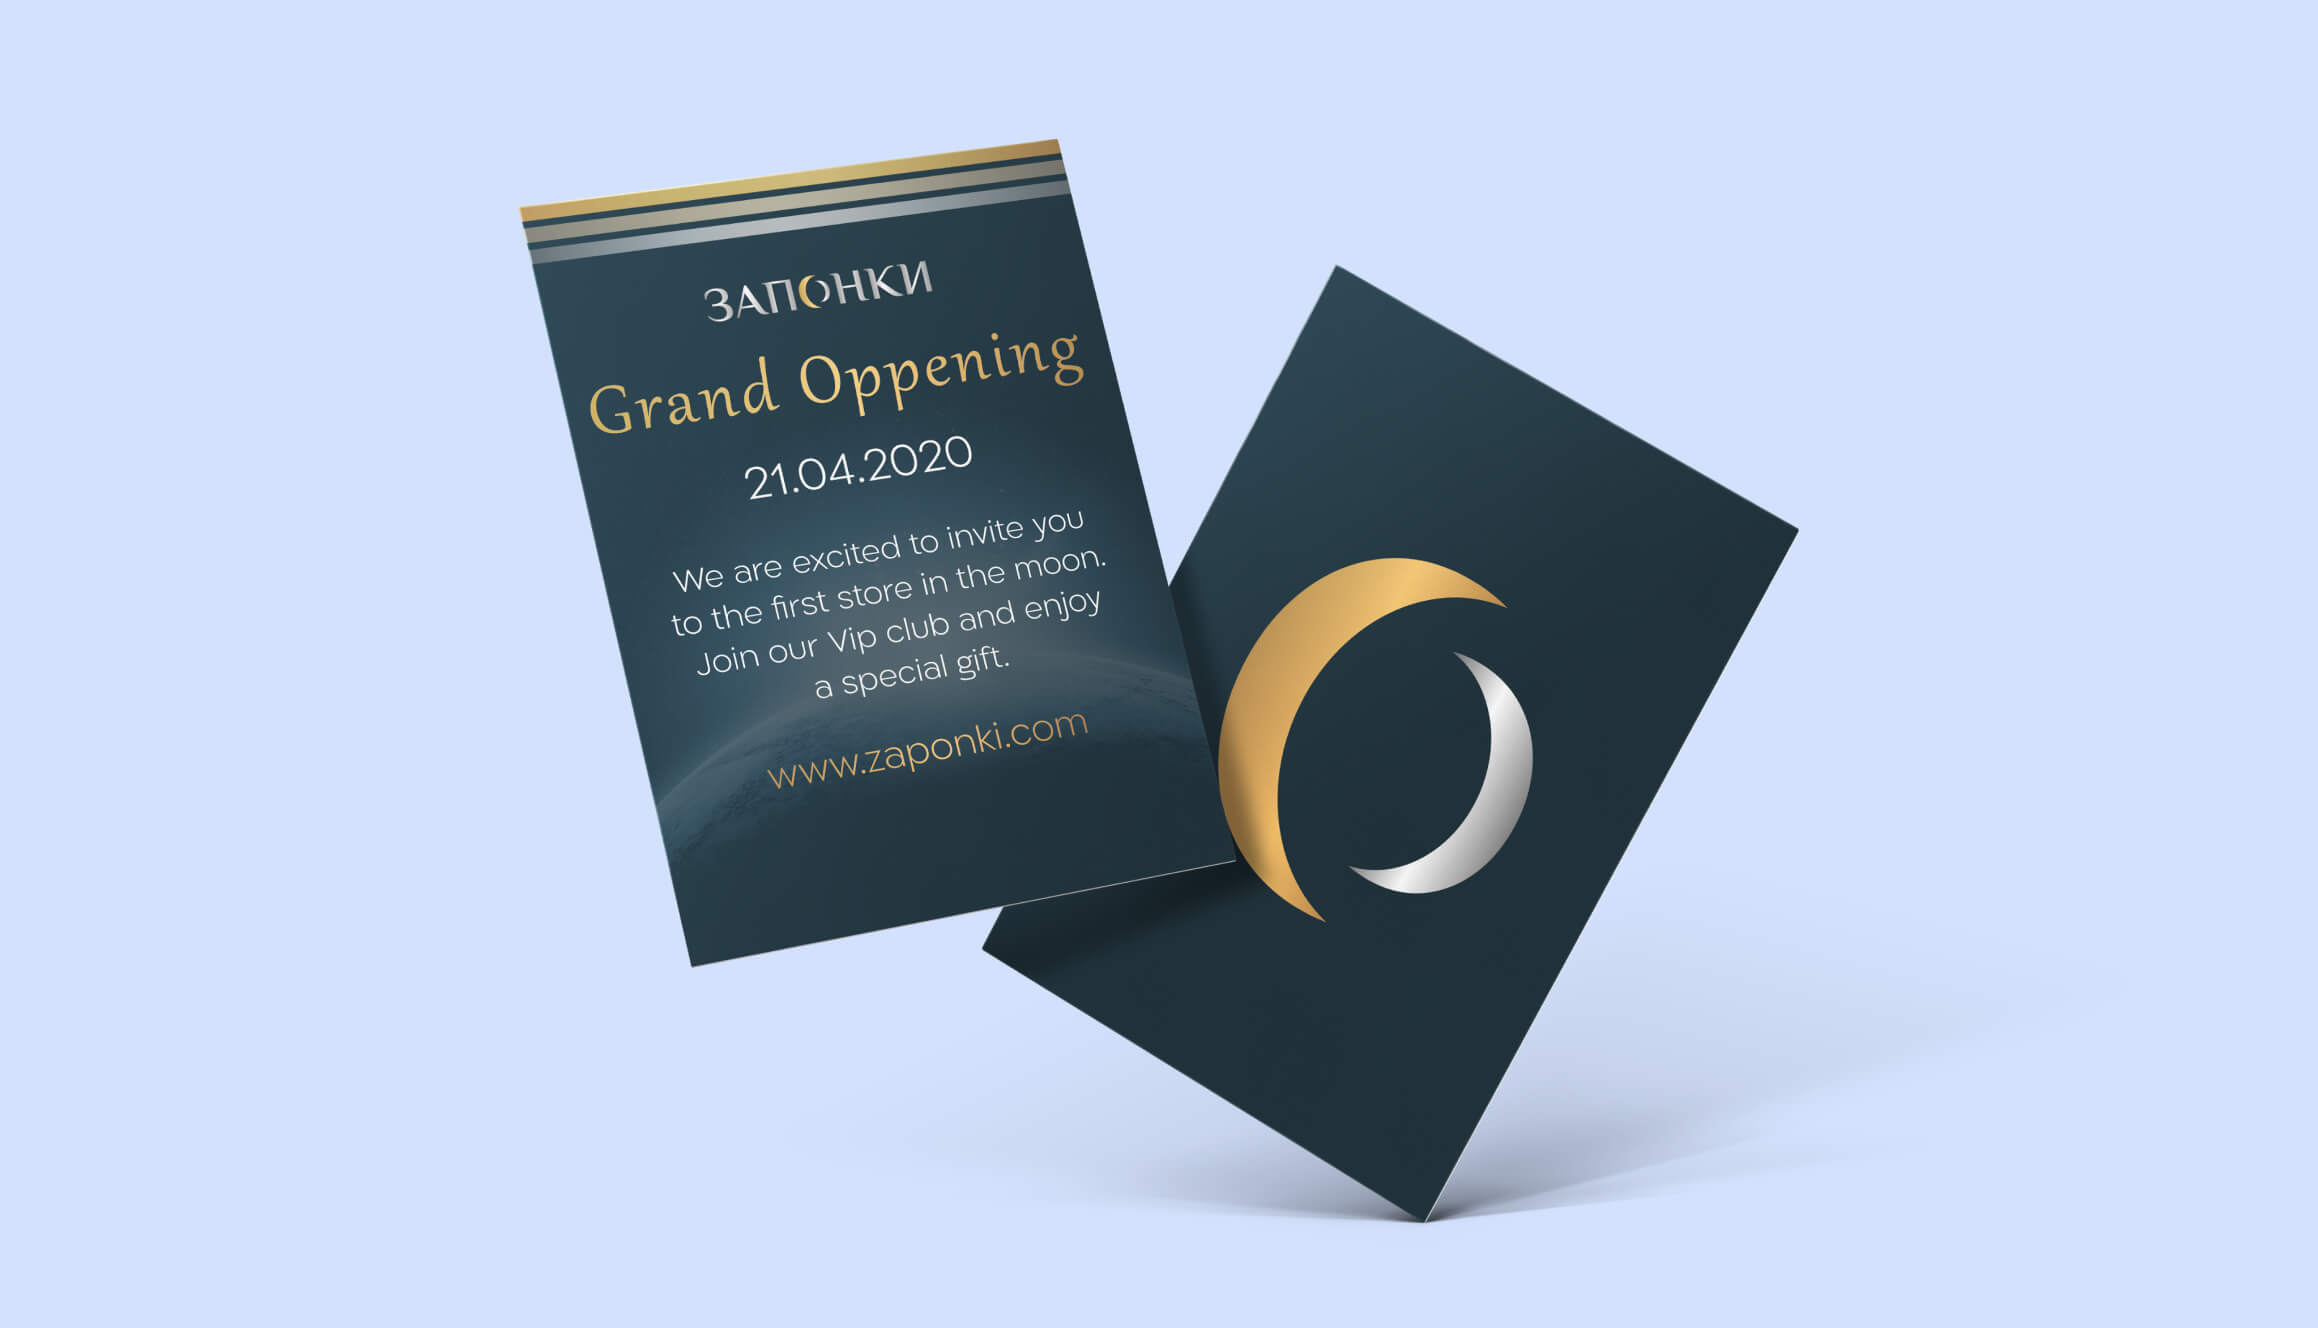 ЗАПОНКИ
Grand Oppening
21.04.2020
We are excited to invite you
to the first store in the moon.
Join our Vip club and enjoy
a special gift.
www.zaponki.com